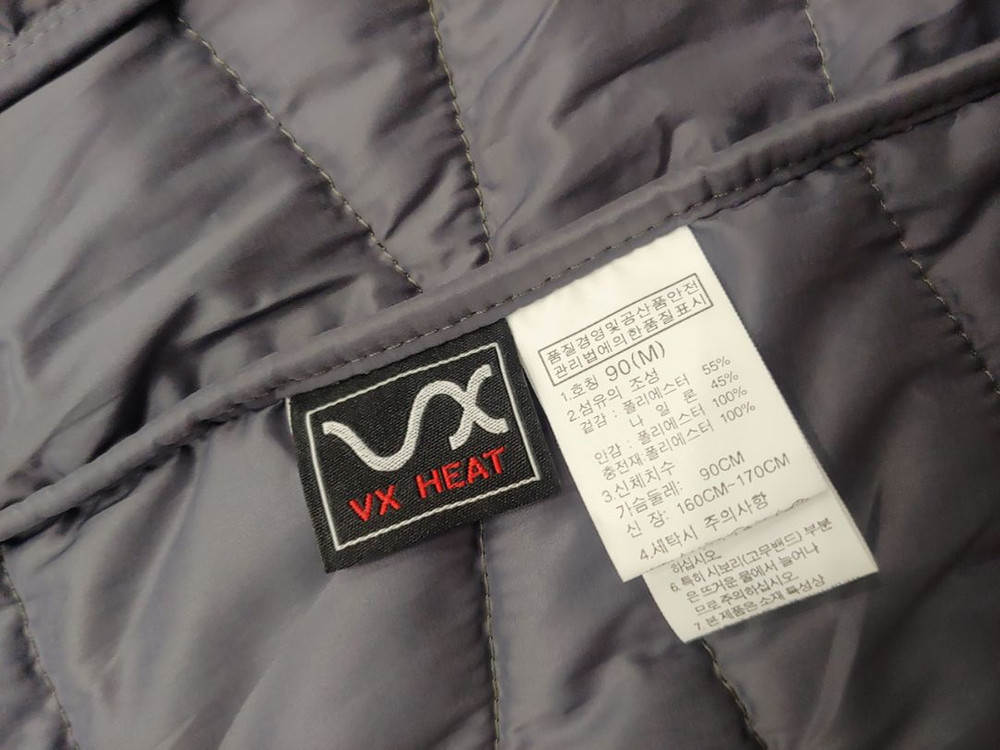 VX
VX HEAT
품질경영및공산품안전
관리법에의한품질표시
1.호칭 90(M)
2.섬유의 조성
겉감 : 폴리에스터 55%
나 일 론 45%
안감 : 폴리에스터 100%
충전재:폴리에스터 100%
3.신체치수
가슴둘레: 90CM
신 장: 160CM~170CM
4.세탁시 주의사항
하십시오.
6. 특히 시보리(고무밴드) 부분
은 뜨거운 물에서 늘어나
므로 주의하십시오.
7. 본 제품은 소재 특성상